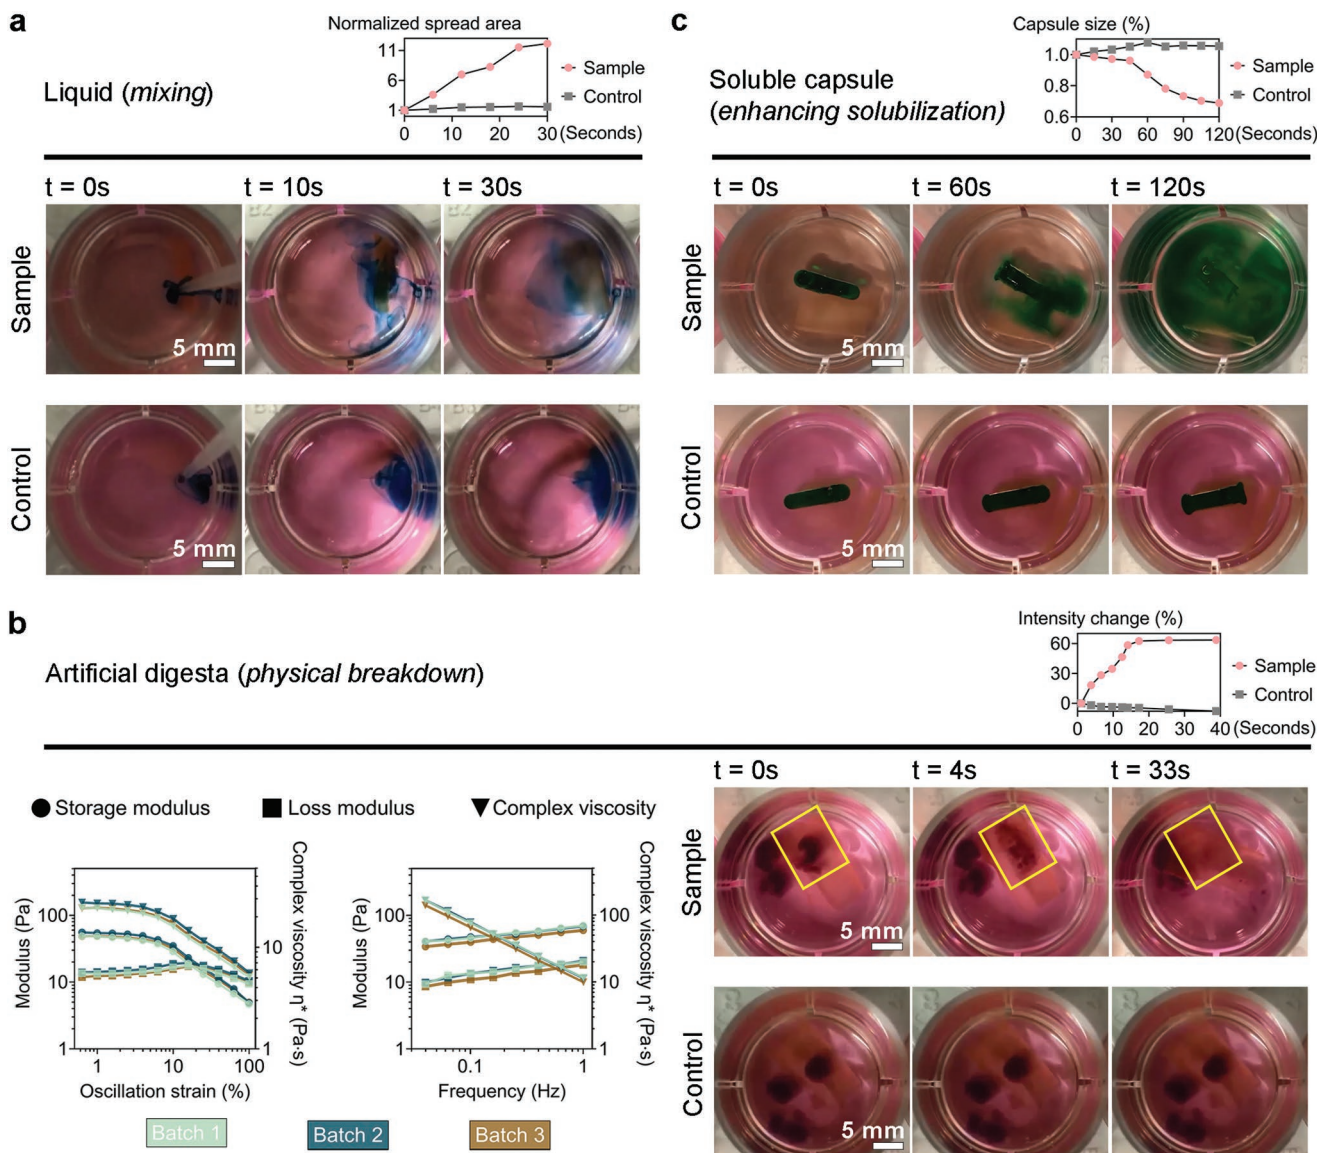 a
Normalized spread area
11
6
1
0 10 20 30 (Seconds)
Sample
Control
Liquid (mixing)
t = 0s t = 10s t = 30s
Sample
5 mm
Control
5 mm
c
Capsule size (%)
1.0
0.8
0.6
0 30 60 90 120 (Seconds)
Sample
Control
Soluble capsule
(enhancing solubilization)
t = 0s t = 60s t = 120s
Sample
5 mm
Control
5 mm
b
Artificial digesta (physical breakdown)
Intensity change (%)
60
30
0
0 10 20 30 40 (Seconds)
Sample
Control
Storage modulus Loss modulus Complex viscosity
Modulus (Pa)
100
10
1
1 10 100
Oscillation strain (%)
10
1
Complex viscosity η* (Pa·s)
Modulus (Pa)
100
10
1
0.1 1
Frequency (Hz)
100
10
1
Complex viscosity η* (Pa·s)
Batch 1 Batch 2 Batch 3
t = 0s t = 4s t = 33s
Sample
5 mm
Control
5 mm